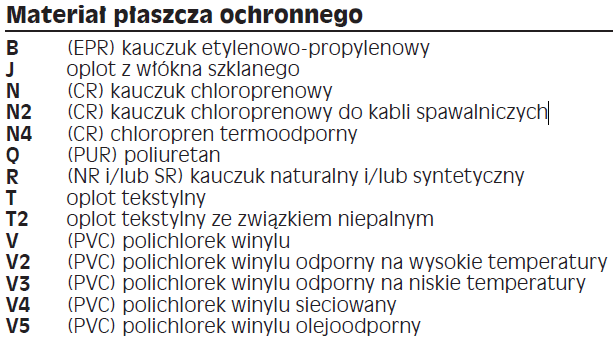 Materiał płaszcza ochronnego
B (EPR) kauczuk etylenowo-propylenowy
J oplot z włókna szklanego
N (CR) kauczuk chloroprenowy
N2 (CR) kauczuk chloroprenowy do kabli spawalniczych
N4 (CR) chloropren termoodporny
Q (PUR) poliuretan
R (NR i/lub SR) kauczuk naturalny i/lub syntetyczny
T oplot tekstylny
T2 oplot tekstylny ze związkiem niepalnym
V (PVC) polichlorek winylu
V2 (PVC) polichlorek winylu odporny na wysokie temperatury
V3 (PVC) polichlorek winylu odporny na niskie temperatury
V4 (PVC) polichlorek winylu sieciowany
V5 (PVC) polichlorek winylu olejoodporny